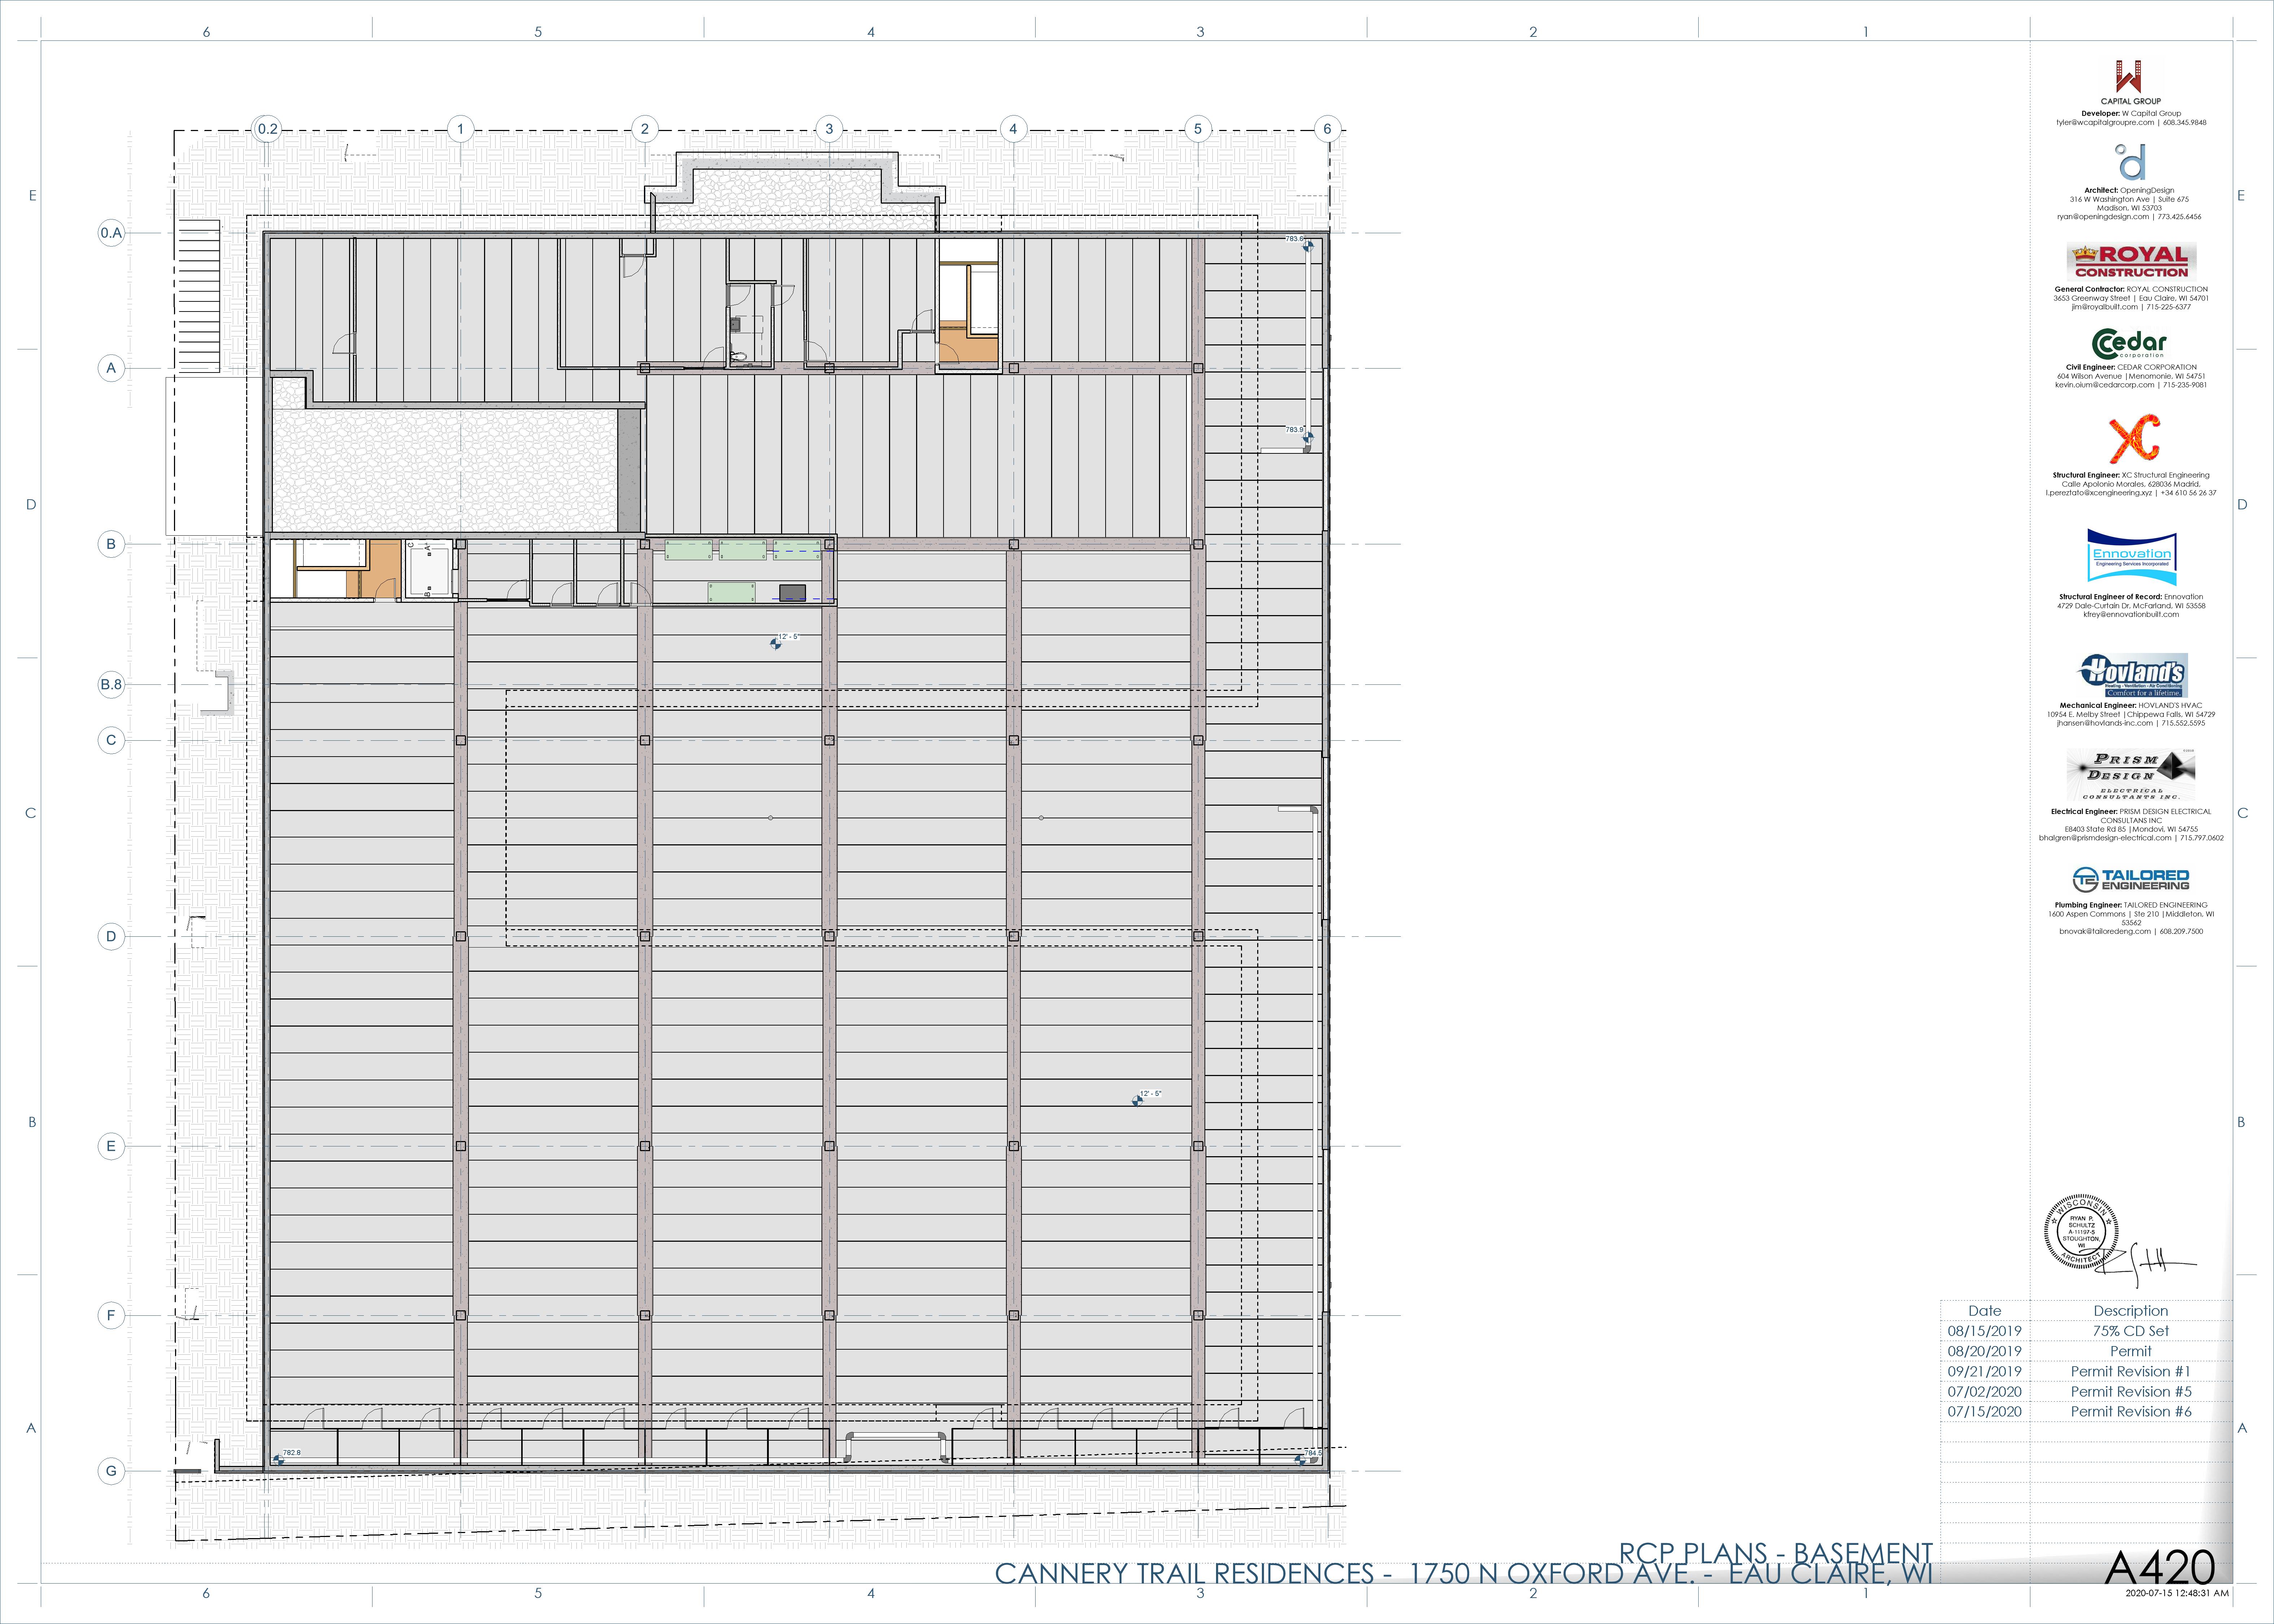 6 5 4 3 2 1
0.2 1 2 3 4 5 6
E
0.A
A
D
B
B.8
C
C
D
B
E
F
A
G
783.6
783.9
C A
B
12' - 5"
12' - 5"
782.8
784.5
E
D
C
B
A
W
CAPITAL GROUP
Developer: W Capital Group
tyler@wcapitalgroupre.com | 608.345.9848
d
Architect: OpeningDesign
316 W Washington Ave | Suite 675
Madison, WI 53703
ryan@openingdesign.com | 773.425.6456
ROYAL
CONSTRUCTION
General Contractor: ROYAL CONSTRUCTION
3653 Greenway Street | Eau Claire, WI 54701
jim@royalbuilt.com | 715-225-6377
Cedar
corporation
Civil Engineer: CEDAR CORPORATION
604 Wilson Avenue |Menomonie, WI 54751
kevin.oium@cedarcorp.com | 715-235-9081
XC
Structural Engineer: XC Structural Engineering
Calle Apolonio Morales, 628036 Madrid,
l.pereztato@xcengineering.xyz | +34 610 56 26 37
Ennovation
Engineering Services Incorporated
Structural Engineer of Record: Ennovation
4729 Dale-Curtain Dr, McFarland, WI 53558
kfrey@ennovationbuilt.com
Hovland's
Heating - Ventilation - Air Conditioning
Comfort for a lifetime.
Mechanical Engineer: HOVLAND'S HVAC
10954 E. Melby Street |Chippewa Falls, WI 54729
jhansen@hovlands-inc.com | 715.552.5595
PRISM
DESIGN
ELECTRICAL
CONSULTANTS INC.
Electrical Engineer: PRISM DESIGN ELECTRICAL
CONSULTANS INC
E8403 State Rd 85 |Mondovi, WI 54755
bhalgren@prismdesign-electrical.com | 715.797.0602
TE TAILORED
ENGINEERING
Plumbing Engineer: TAILORED ENGINEERING
1600 Aspen Commons | Ste 210 |Middleton, WI
53562
bnovak@tailoredeng.com | 608.209.7500
WISCONSIN
RYAN P.
SCHULTZ
A-11197-5
STOUGHTON,
WI
ARCHITECT
Date Description
08/15/2019 75% CD Set
08/20/2019 Permit
09/21/2019 Permit Revision #1
07/02/2020 Permit Revision #5
07/15/2020 Permit Revision #6
RCP PLANS - BASEMENT
CANNERY TRAIL RESIDENCES - 1750 N OXFORD AVE. - EAU CLAIRE, WI
A420
2020-07-15 12:48:31 AM
6 5 4 3 2 1